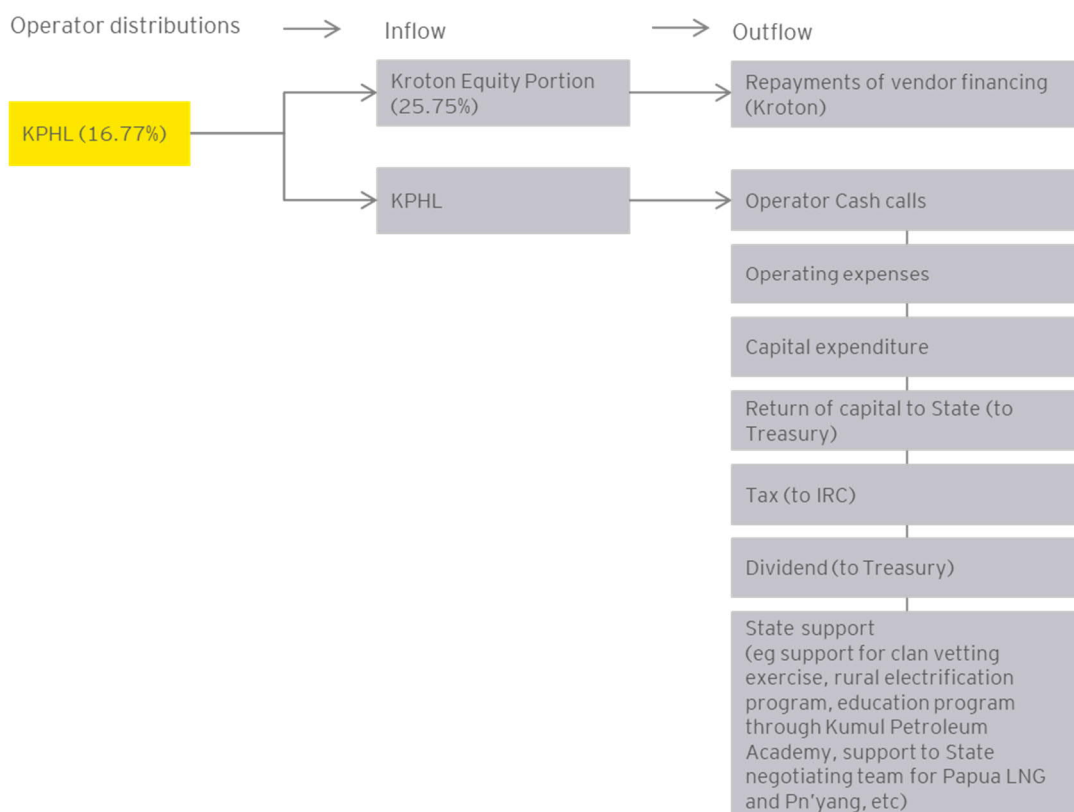 Operator distributions
Inflow
Outflow
KPHL (16.77%)
Kroton Equity Portion
(25.75%)
Repayments of vendor financing
(Kroton)
KPHL
Operator Cash calls
Operating expenses
Capital expenditure
Return of capital to State (to
Treasury)
Tax (to IRC)
Dividend (to Treasury)
State support
(eg support for clan vetting
exercise, rural electrification
program, education program
through Kumul Petroleum
Academy, support to State
negotiating team for Papua LNG
and Pn'yang, etc)